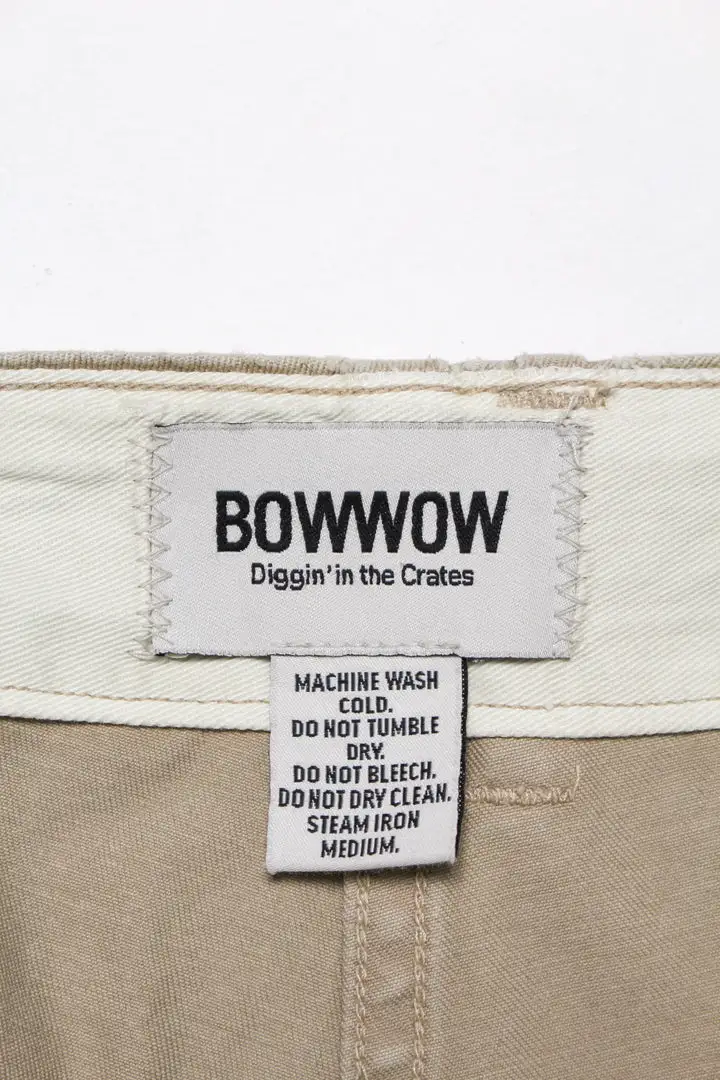 BOWWOW
Diggin' in the Crates
MACHINE WASH
COLD.
DO NOT TUMBLE
DRY.
DO NOT BLEECH.
DO NOT DRY CLEAN.
STEAM IRON
MEDIUM.